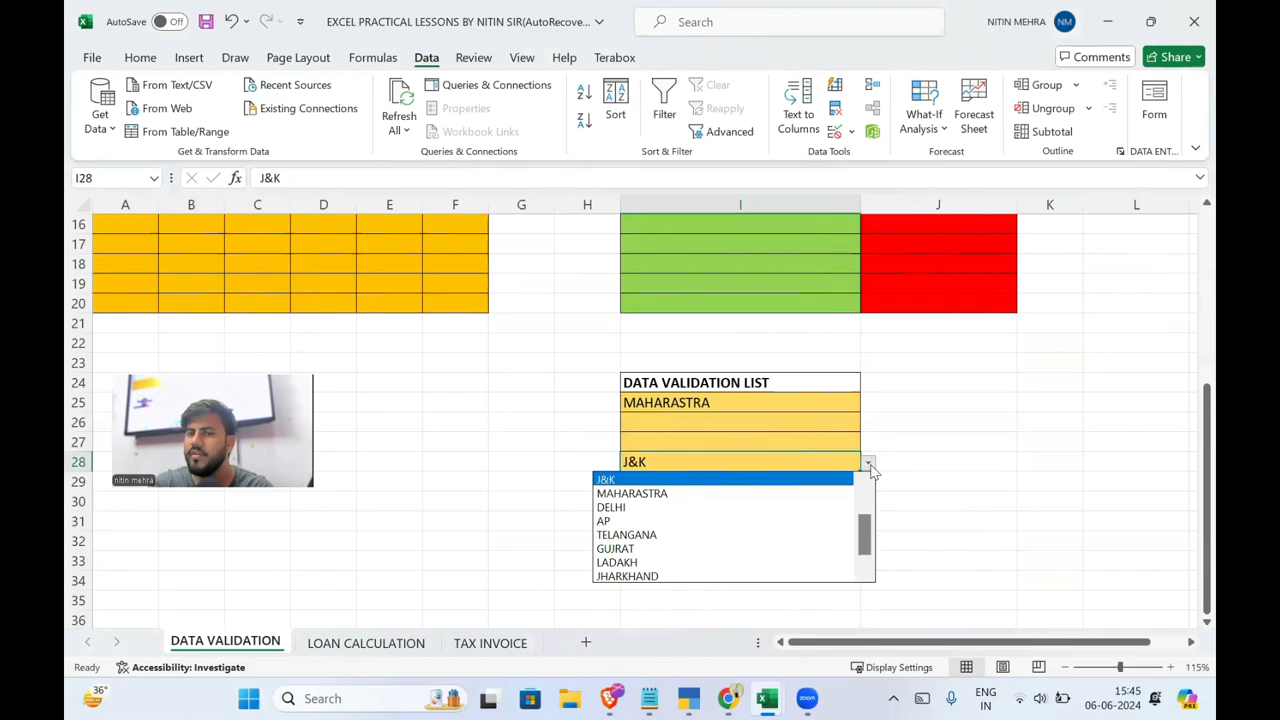 AutoSave Off EXCEL PRACTICAL LESSONS BY NITIN SIR(AutoRecove... Search NITIN MEHRA NM
File Home Insert Draw Page Layout Formulas Data Review View Help Terabox Comments Share
Get Data
From Text/CSV
From Web
From Table/Range
Recent Sources
Existing Connections
Get & Transform Data
Refresh All
Queries & Connections
Properties
Workbook Links
Queries & Connections
Sort
Filter
Clear
Reapply
Advanced
Sort & Filter
Text to Columns
Data Tools
What-If Analysis
Forecast Sheet
Forecast
Group
Ungroup
Subtotal
Outline
Form
DATA ENT...
I28 fx J&K
A B C D E F G H I J K L
16
17
18
19
20
21
22
23
24 DATA VALIDATION LIST
25 MAHARASTRA
26
27
28 J&K
29
30
31
32
33
34
35
36
J&K
MAHARASTRA
DELHI
AP
TELANGANA
GUJRAT
LADAKH
JHARKHAND
nitin mehra
DATA VALIDATION LOAN CALCULATION TAX INVOICE
Ready Accessibility: Investigate Display Settings 115%
36° Search ENG IN 15:45 06-06-2024 PRE